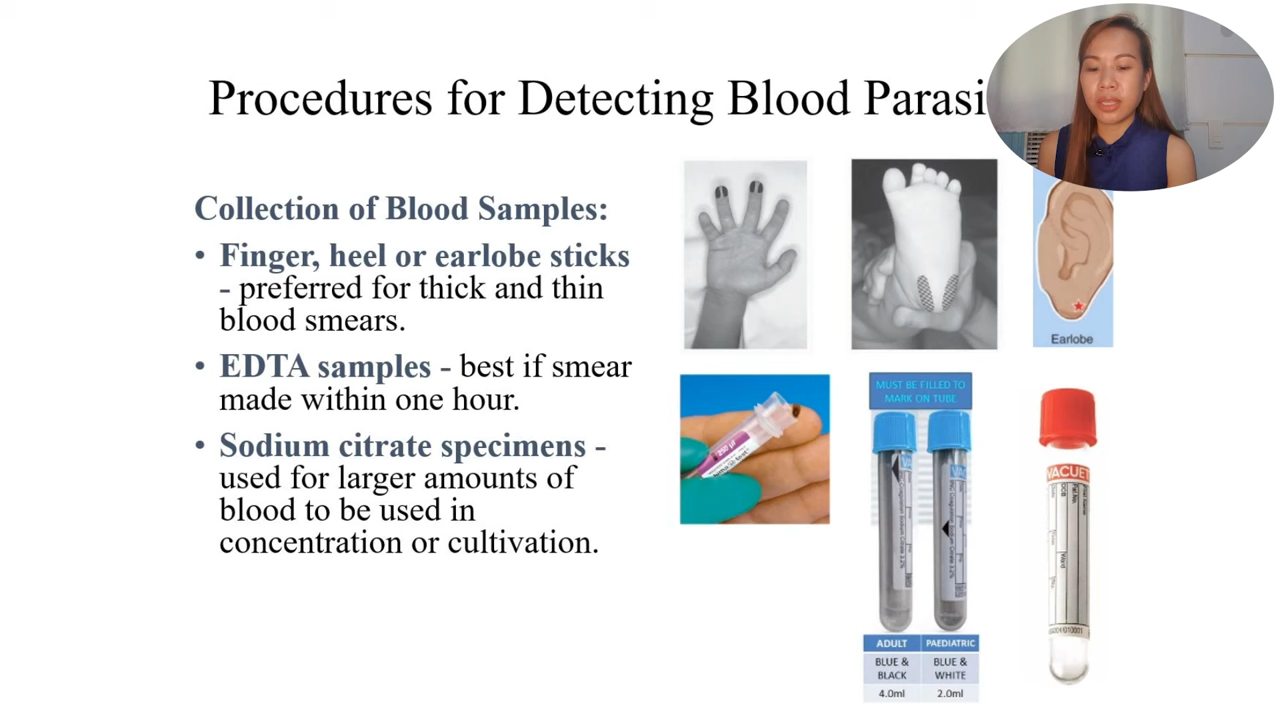 Procedures for Detecting Blood Parasi
Collection of Blood Samples:
• Finger, heel or earlobe sticks
- preferred for thick and thin
blood smears.
• EDTA samples - best if smear
made within one hour.
• Sodium citrate specimens -
used for larger amounts of
blood to be used in
concentration or cultivation.
Earlobe
MUST BE FILLED TO
MARK ON TUBE
ADULT PAEDIATRIC
BLUE & BLUE &
BLACK WHITE
4.0ml 2.0ml
VACUET